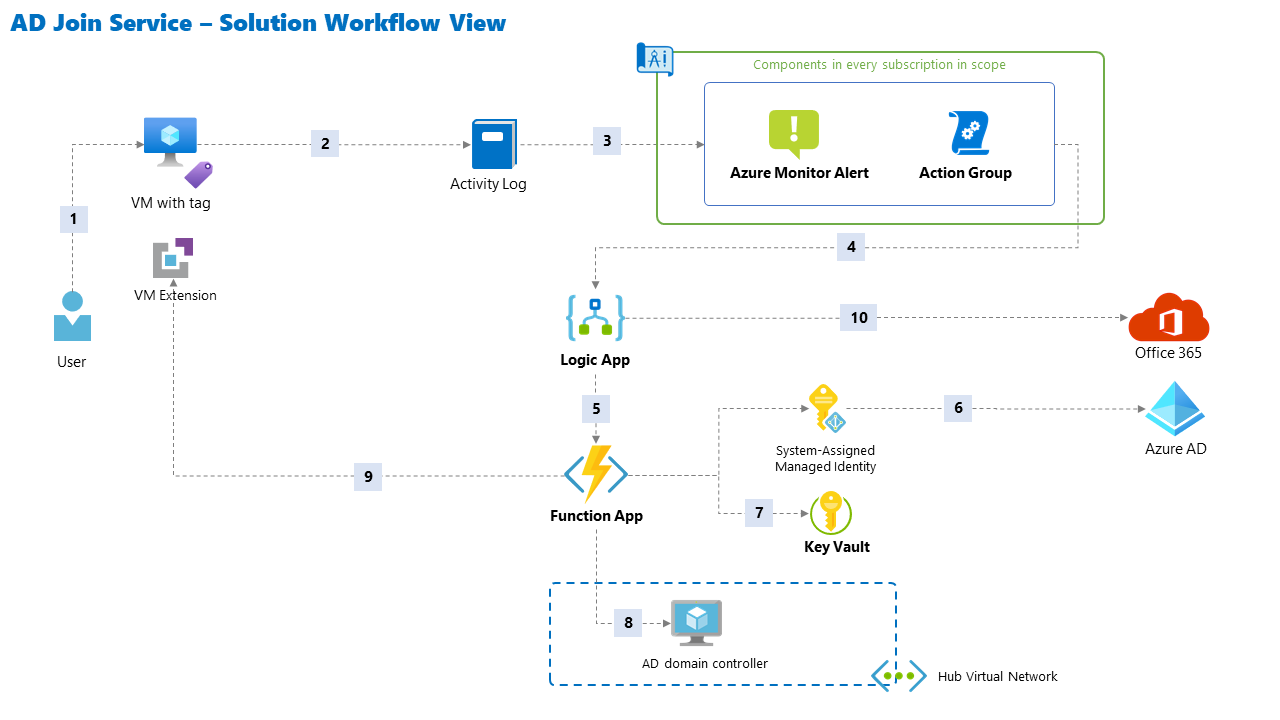 AD Join Service – Solution Workflow View
Components in every subscription in scope
Azure Monitor Alert
Action Group
1
2
3
VM with tag
Activity Log
4
VM Extension
User
10
Logic App
Office 365
5
6
System-Assigned
Managed Identity
Azure AD
9
Function App
7
Key Vault
8
AD domain controller
Hub Virtual Network